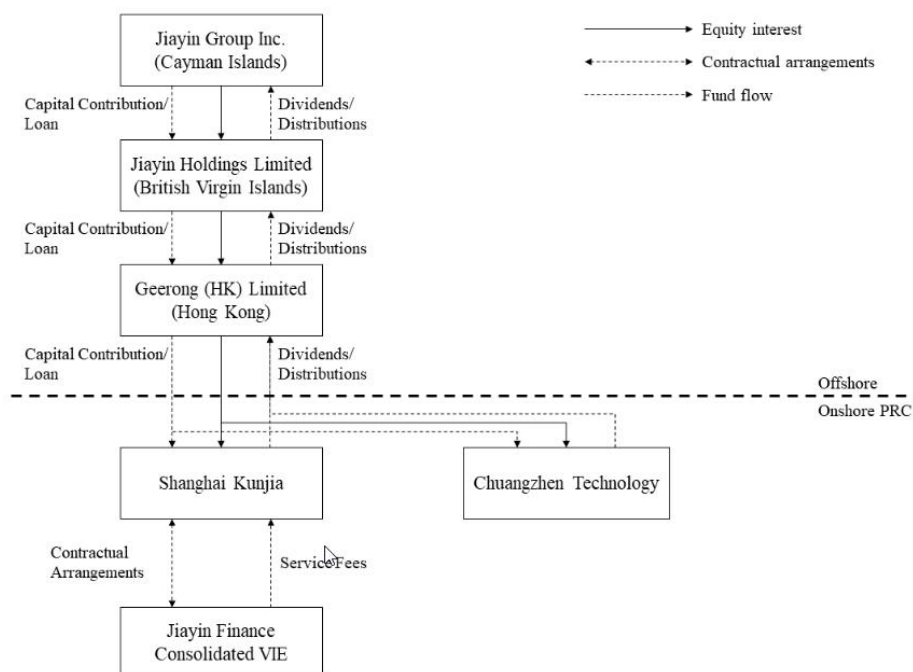 Jiayin Group Inc.
(Cayman Islands)
Equity interest
Contractual arrangements
Fund flow
Capital Contribution/
Loan
Dividends/
Distributions
Jiayin Holdings Limited
(British Virgin Islands)
Capital Contribution/
Loan
Dividends/
Distributions
Geerong (HK) Limited
(Hong Kong)
Capital Contribution/
Loan
Dividends/
Distributions
Offshore
Onshore PRC
Shanghai Kunjia
Chuangzhen Technology
Contractual
Arrangements
Service Fees
Jiayin Finance
Consolidated VIE